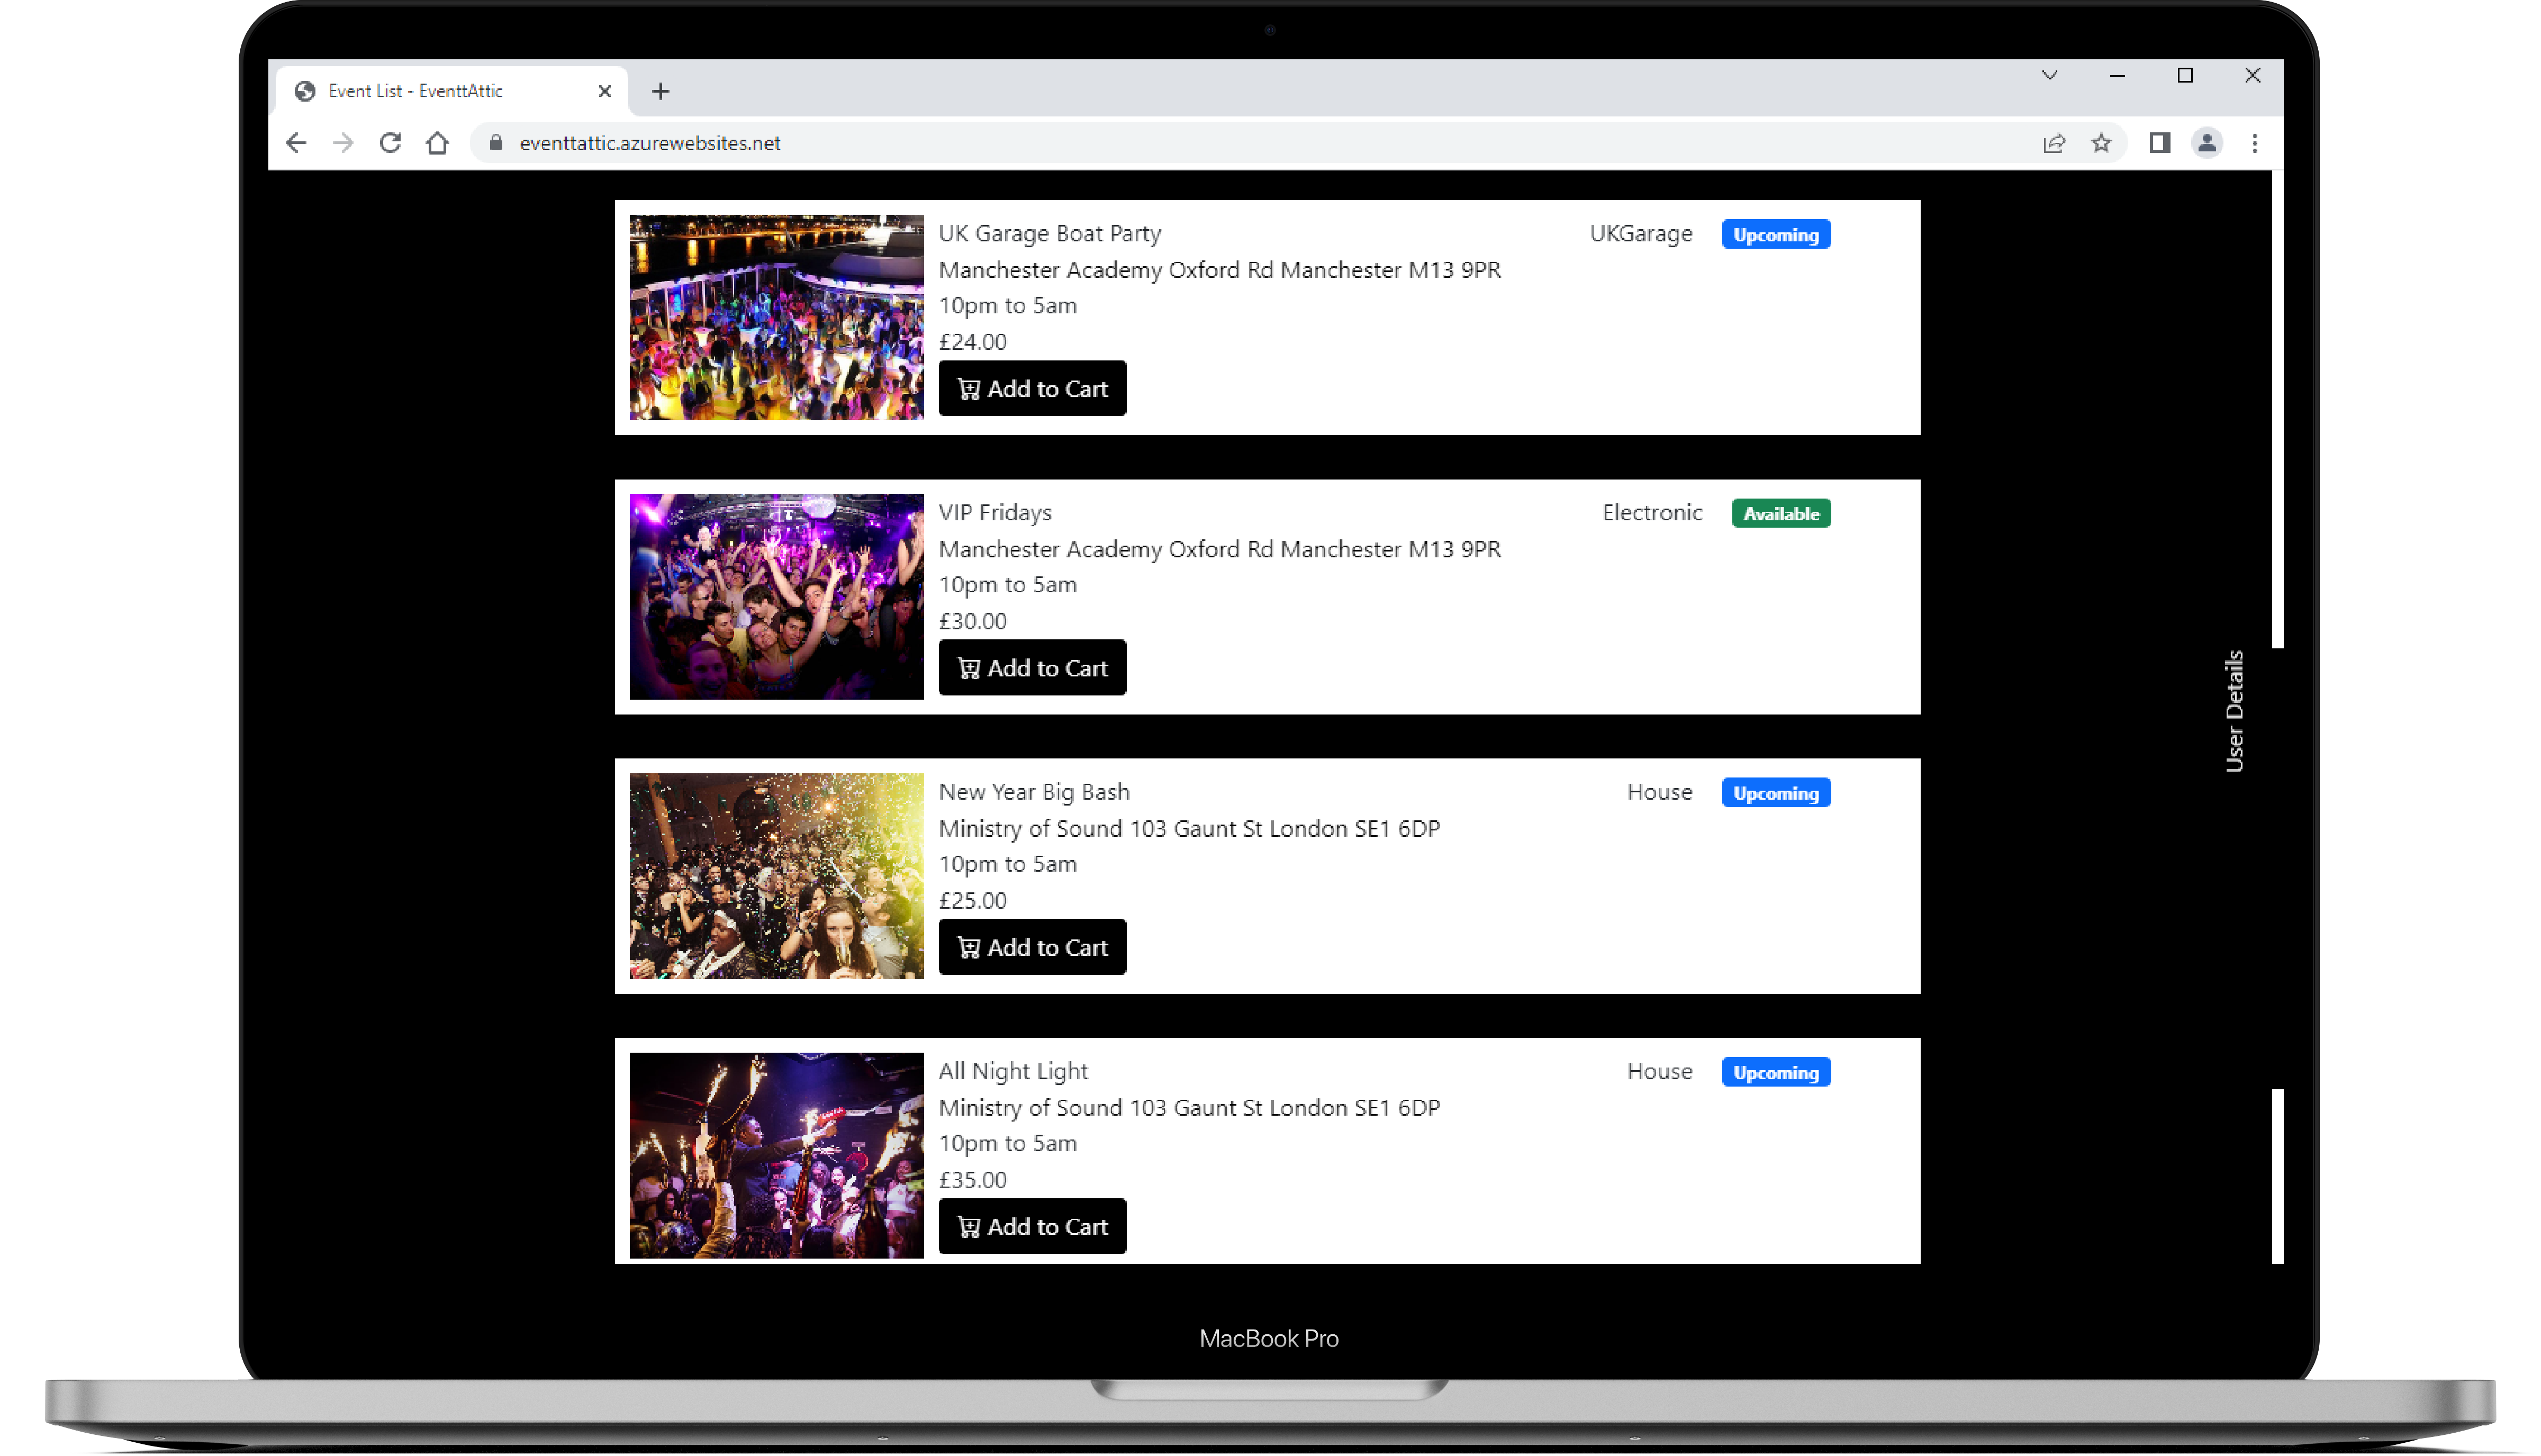 Event List - EventtAttic
eventtattic.azurewebsites.net
UK Garage Boat Party
UKGarage
Upcoming
Manchester Academy Oxford Rd Manchester M13 9PR
10pm to 5am
£24.00
Add to Cart
VIP Fridays
Electronic
Available
Manchester Academy Oxford Rd Manchester M13 9PR
10pm to 5am
£30.00
Add to Cart
New Year Big Bash
House
Upcoming
Ministry of Sound 103 Gaunt St London SE1 6DP
10pm to 5am
£25.00
Add to Cart
All Night Light
House
Upcoming
Ministry of Sound 103 Gaunt St London SE1 6DP
10pm to 5am
£35.00
Add to Cart
User Details
MacBook Pro